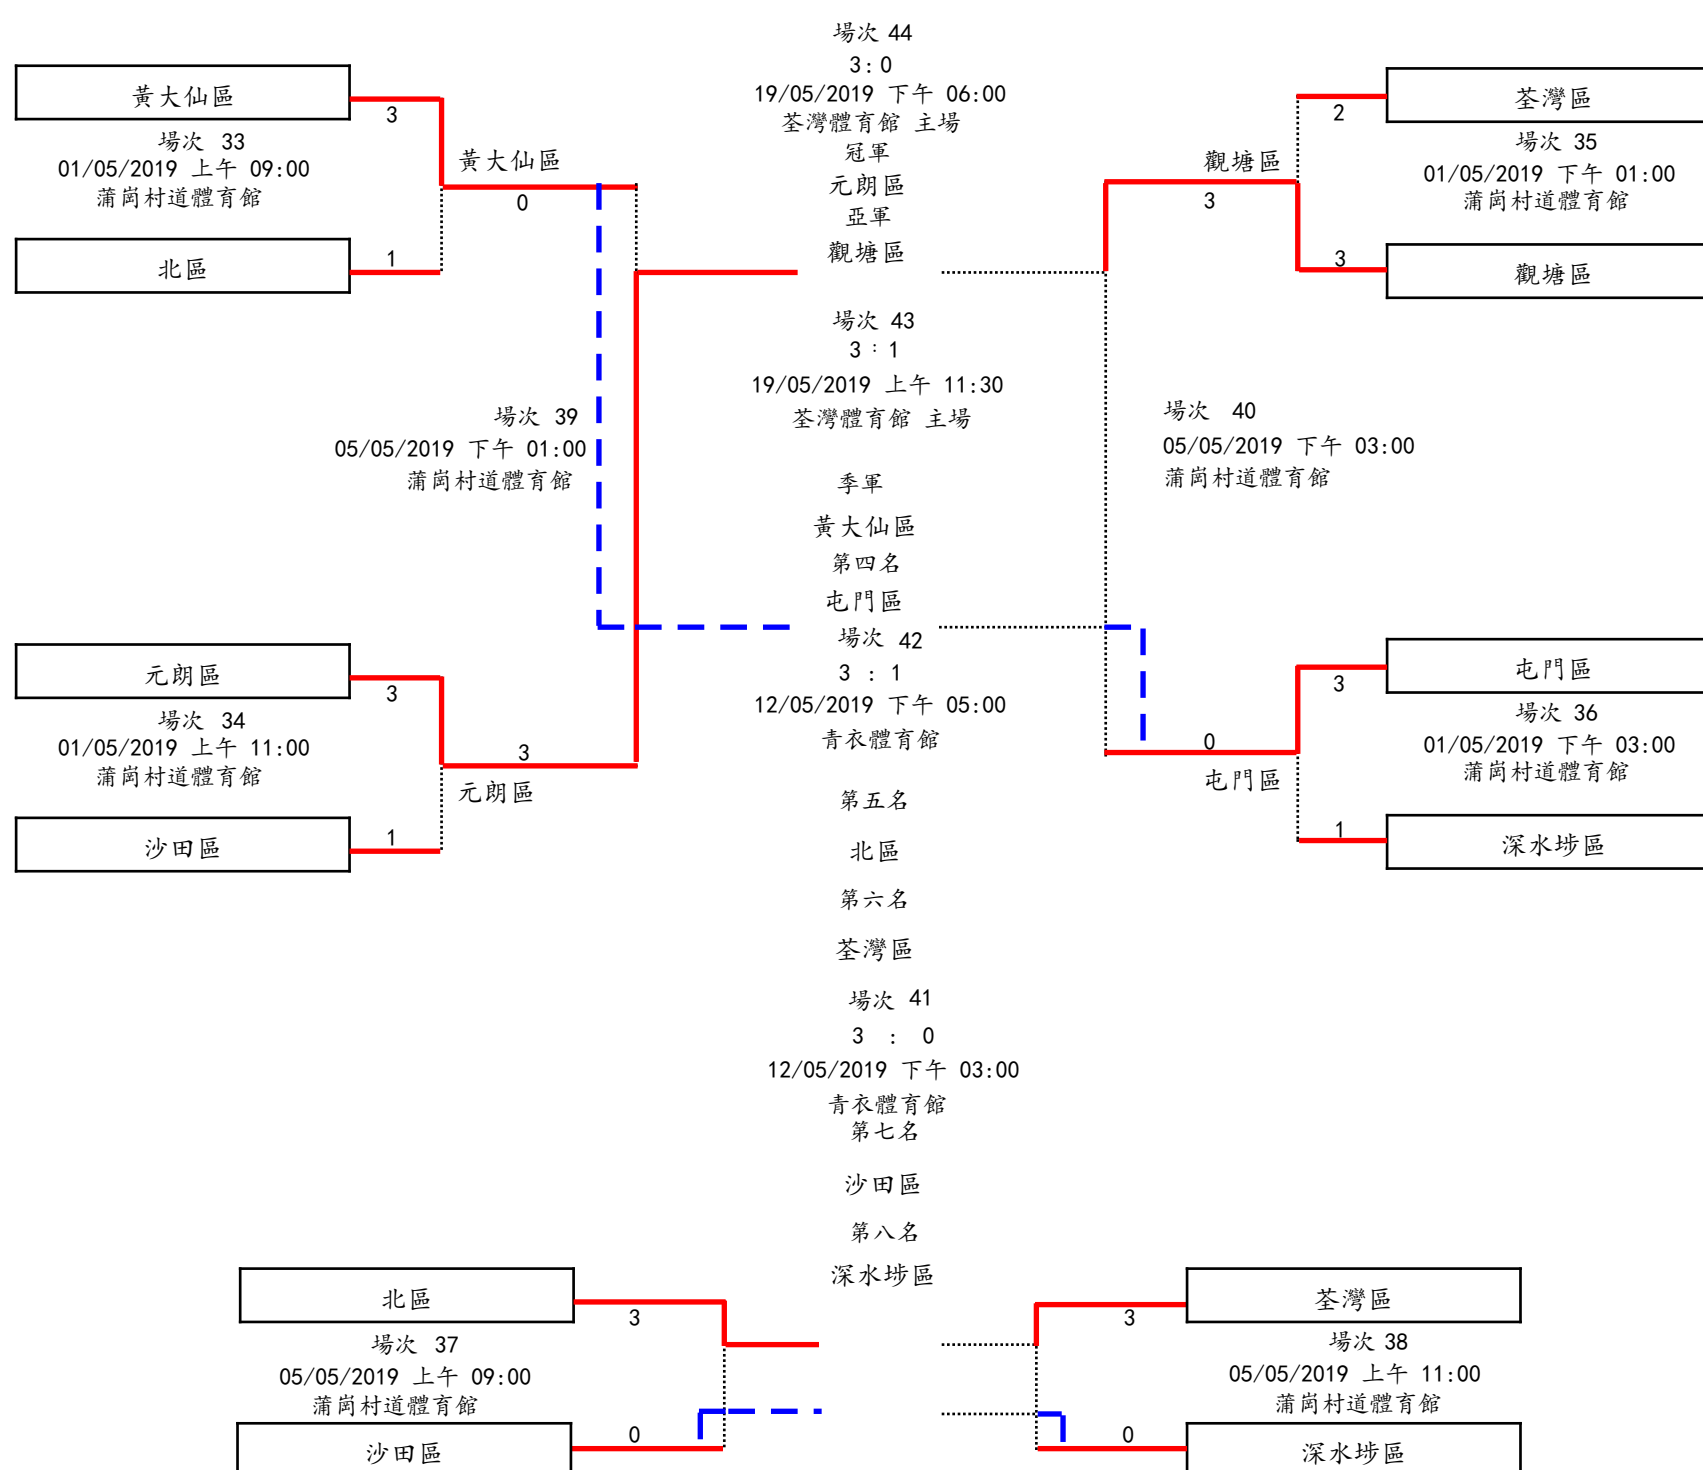 場次 44
3:0
19/05/2019 下午 06:00
荃灣體育館 主場
冠軍
元朗區
亞軍
觀塘區
黃大仙區
3
場次 33
01/05/2019 上午 09:00
蒲崗村道體育館
北區
1
黃大仙區
0
荃灣區
2
場次 35
01/05/2019 下午 01:00
蒲崗村道體育館
觀塘區
3
觀塘區
3
場次 43
3 : 1
19/05/2019 上午 11:30
荃灣體育館 主場
場次 39
05/05/2019 下午 01:00
蒲崗村道體育館
場次 40
05/05/2019 下午 03:00
蒲崗村道體育館
季軍
黃大仙區
第四名
屯門區
場次 42
3 : 1
12/05/2019 下午 05:00
青衣體育館
元朗區
3
場次 34
01/05/2019 上午 11:00
蒲崗村道體育館
沙田區
1
3
元朗區
屯門區
3
場次 36
01/05/2019 下午 03:00
蒲崗村道體育館
深水埗區
1
0
屯門區
第五名
北區
第六名
荃灣區
場次 41
3 : 0
12/05/2019 下午 03:00
青衣體育館
第七名
沙田區
第八名
深水埗區
北區
3
場次 37
05/05/2019 上午 09:00
蒲崗村道體育館
沙田區
0
荃灣區
3
場次 38
05/05/2019 上午 11:00
蒲崗村道體育館
深水埗區
0